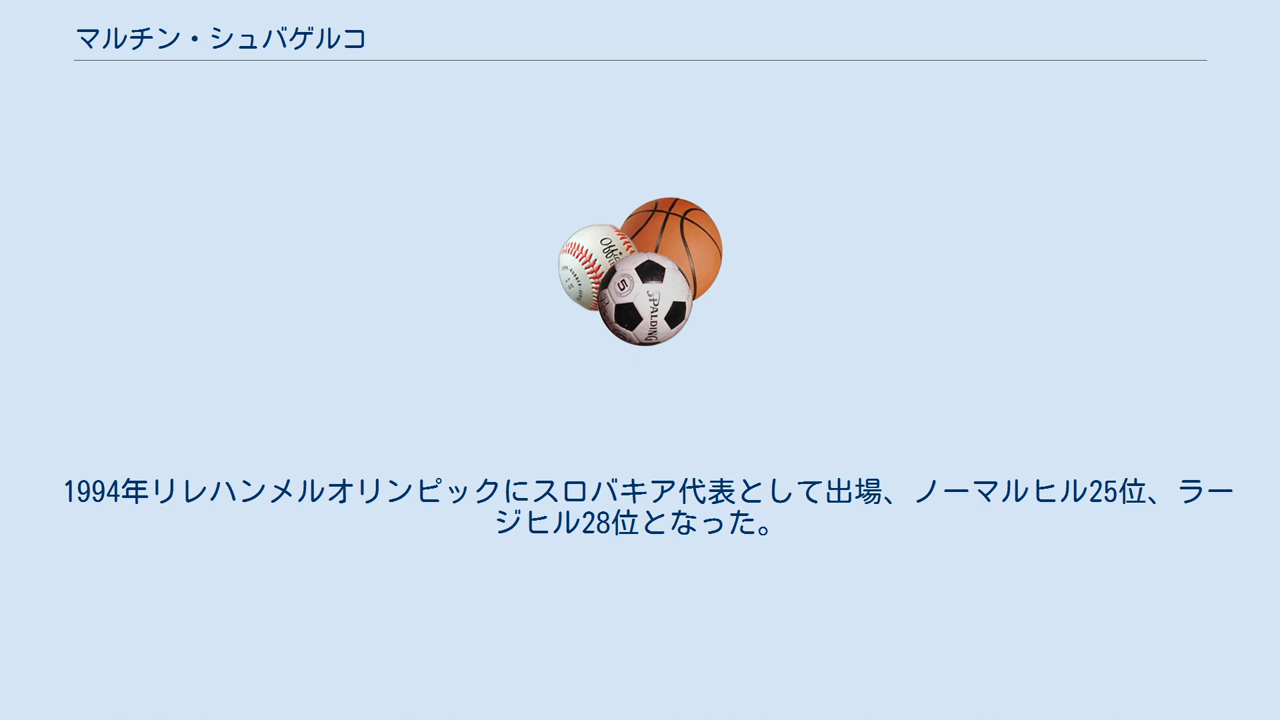 マルチン・シュバゲルコ
Offici
5
SPALDING
1994年リレハンメルオリンピックにスロバキア代表として出場、ノーマルヒル25位、ラー
ジヒル28位となった。